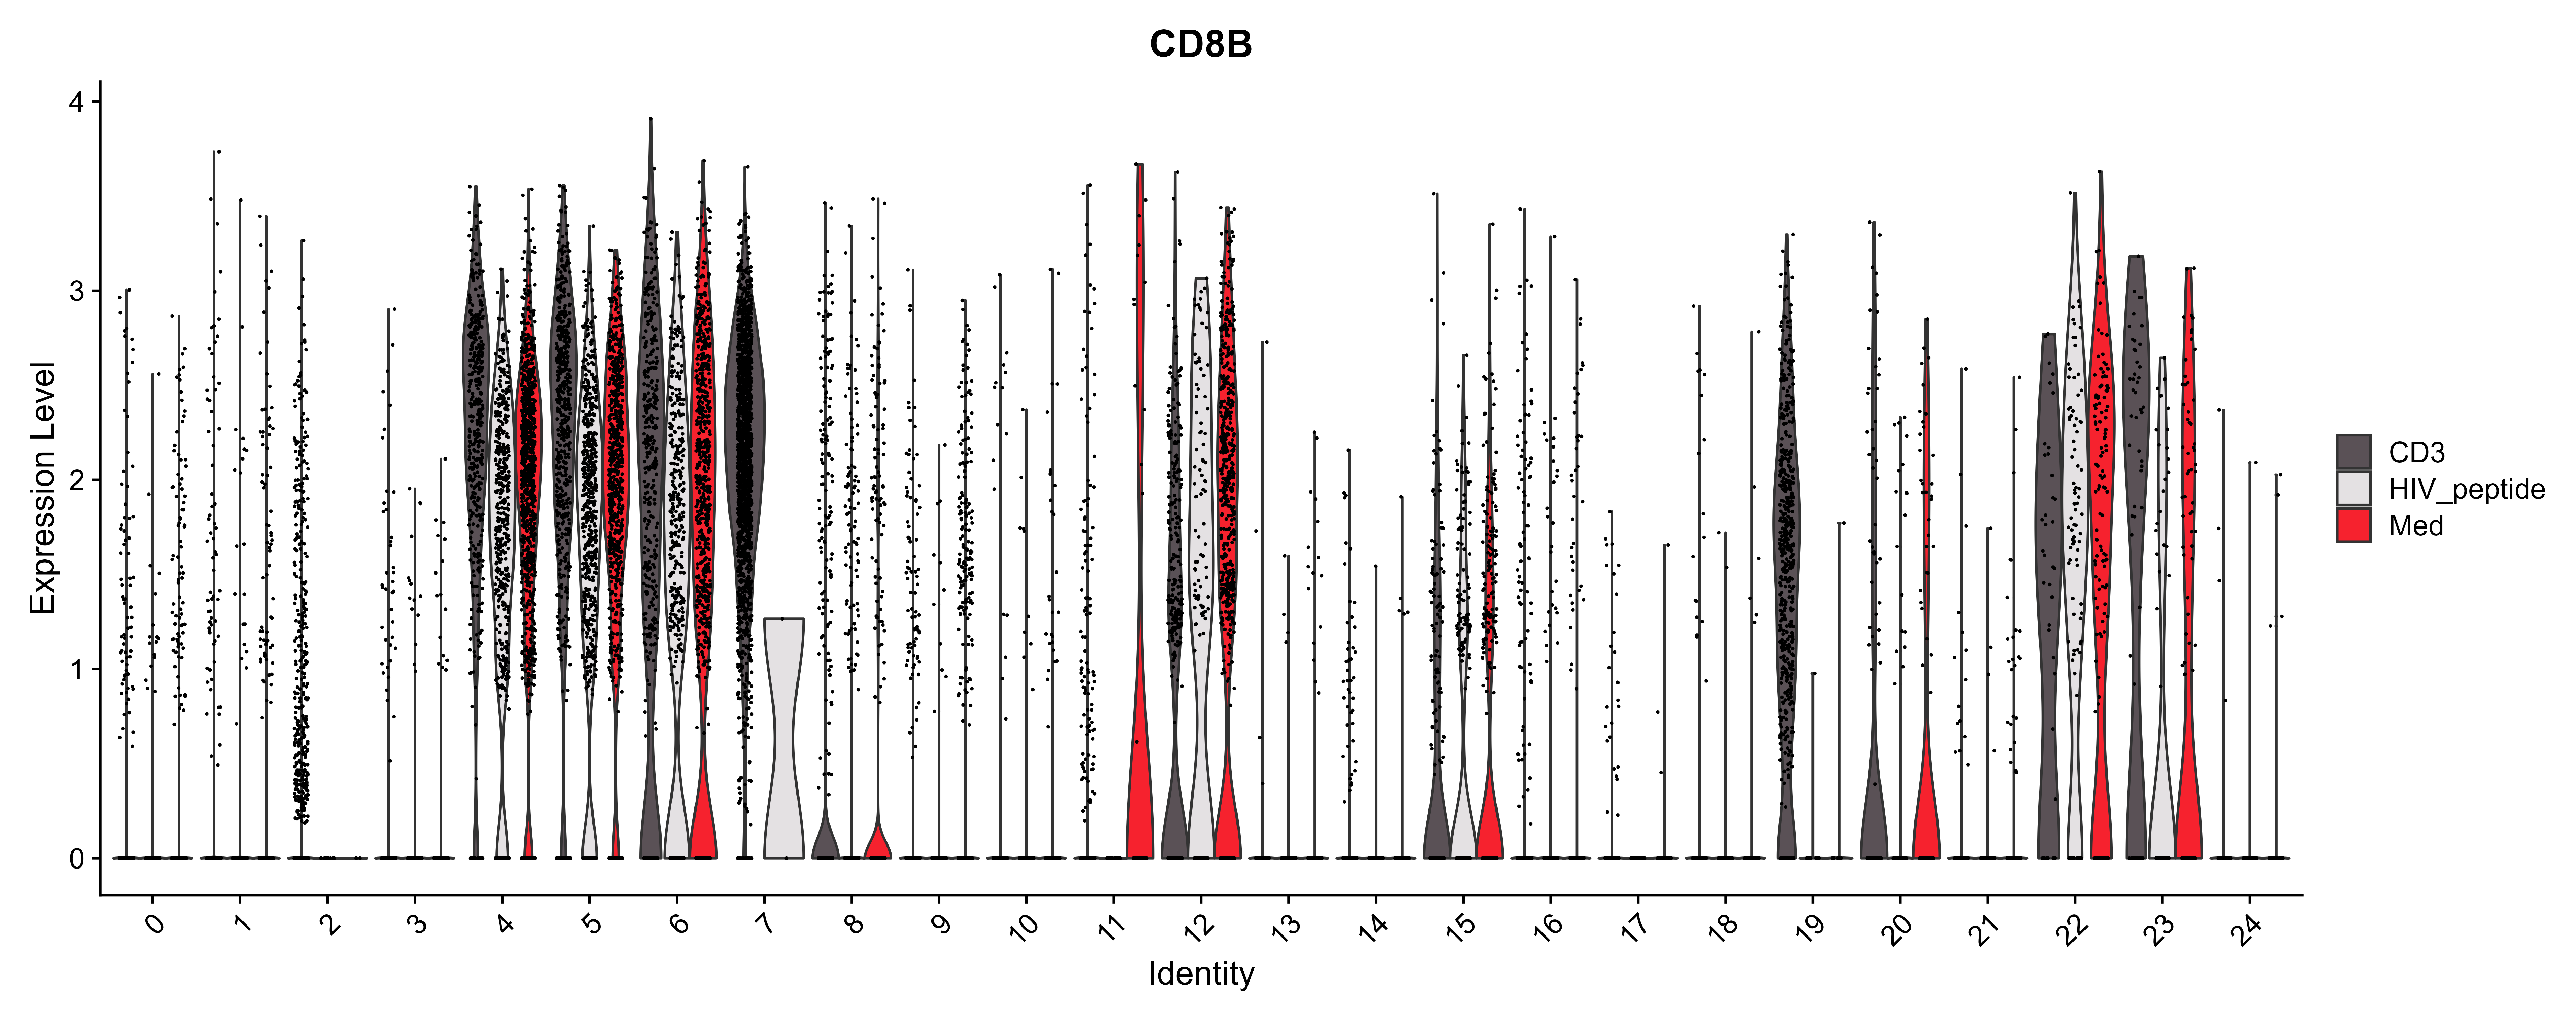 CD8B
Expression Level
4
3
2
1
0
0 1 2 3 4 5 6 7 8 9 10 11 12 13 14 15 16 17 18 19 20 21 22 23 24
Identity
CD3
HIV_peptide
Med